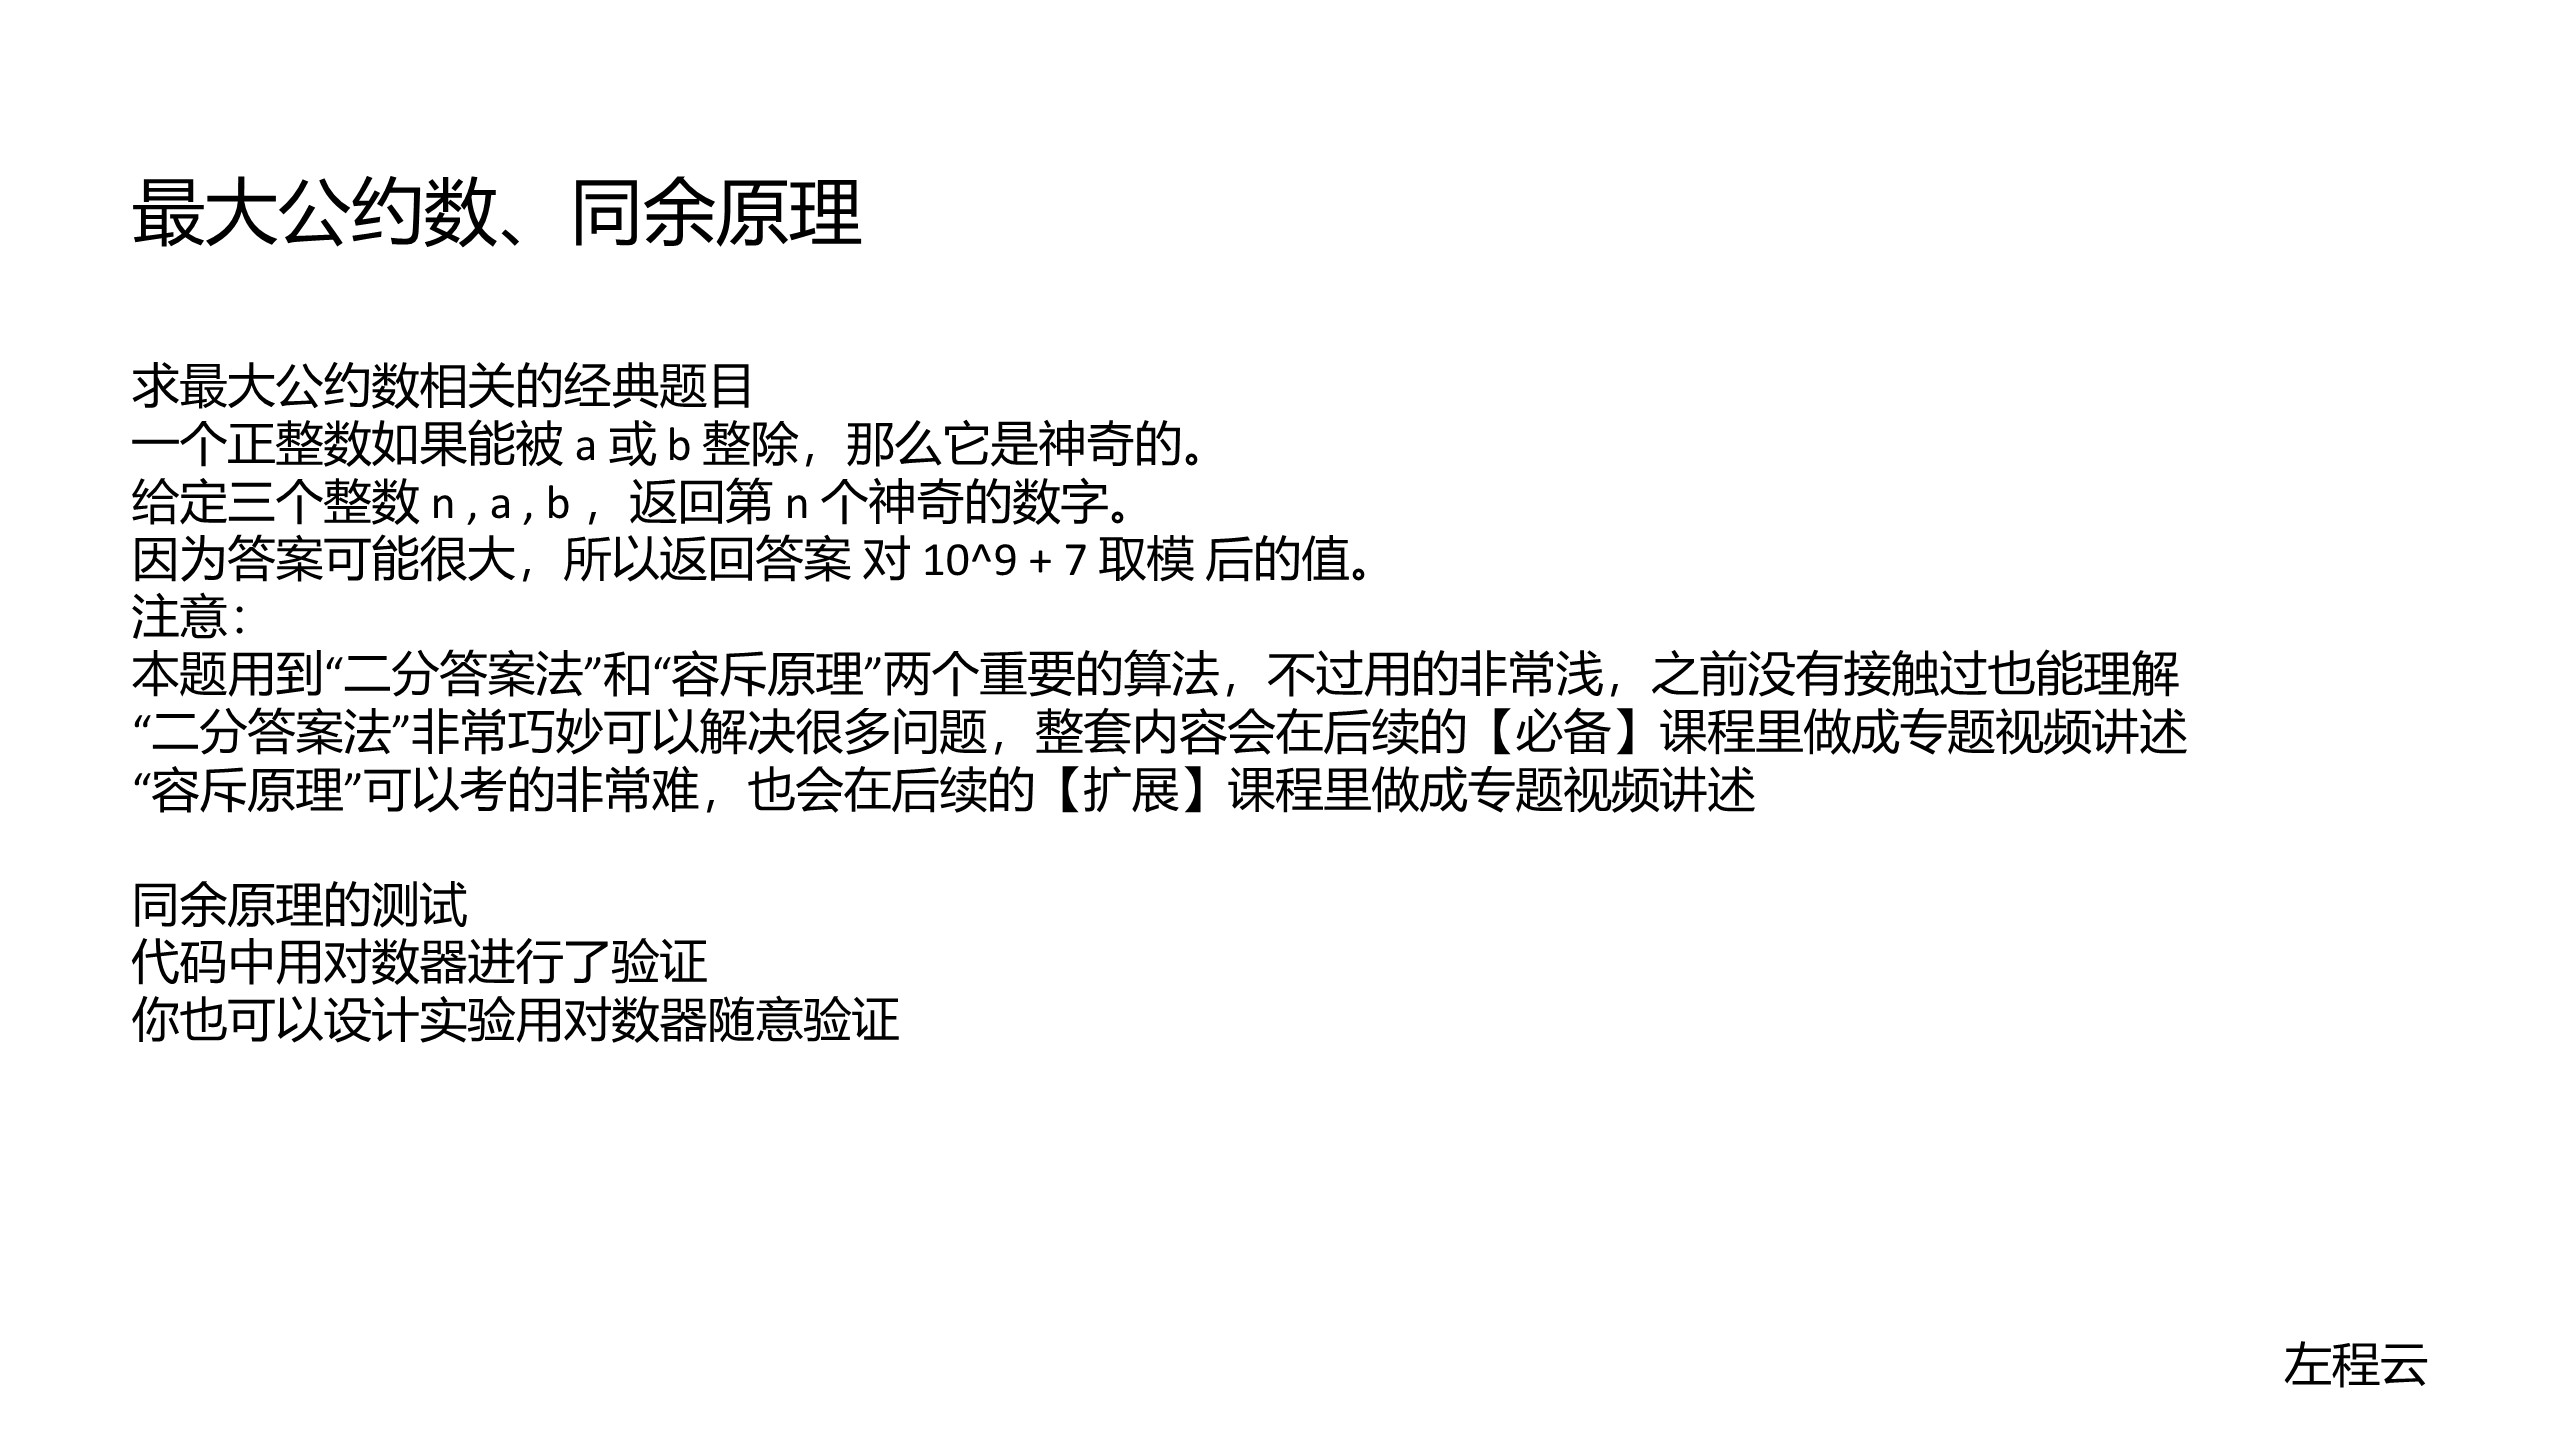 最大公约数、同余原理
求最大公约数相关的经典题目
一个正整数如果能被 a 或 b 整除，那么它是神奇的。
给定三个整数 n , a , b ，返回第 n 个神奇的数字。
因为答案可能很大，所以返回答案 对 10^9 + 7 取模 后的值。
注意：
本题用到“二分答案法”和“容斥原理”两个重要的算法，不过用的非常浅，之前没有接触过也能理解
“二分答案法”非常巧妙可以解决很多问题，整套内容会在后续的【必备】课程里做成专题视频讲述
“容斥原理”可以考的非常难，也会在后续的【扩展】课程里做成专题视频讲述
同余原理的测试
代码中用对数器进行了验证
你也可以设计实验用对数器随意验证
左程云